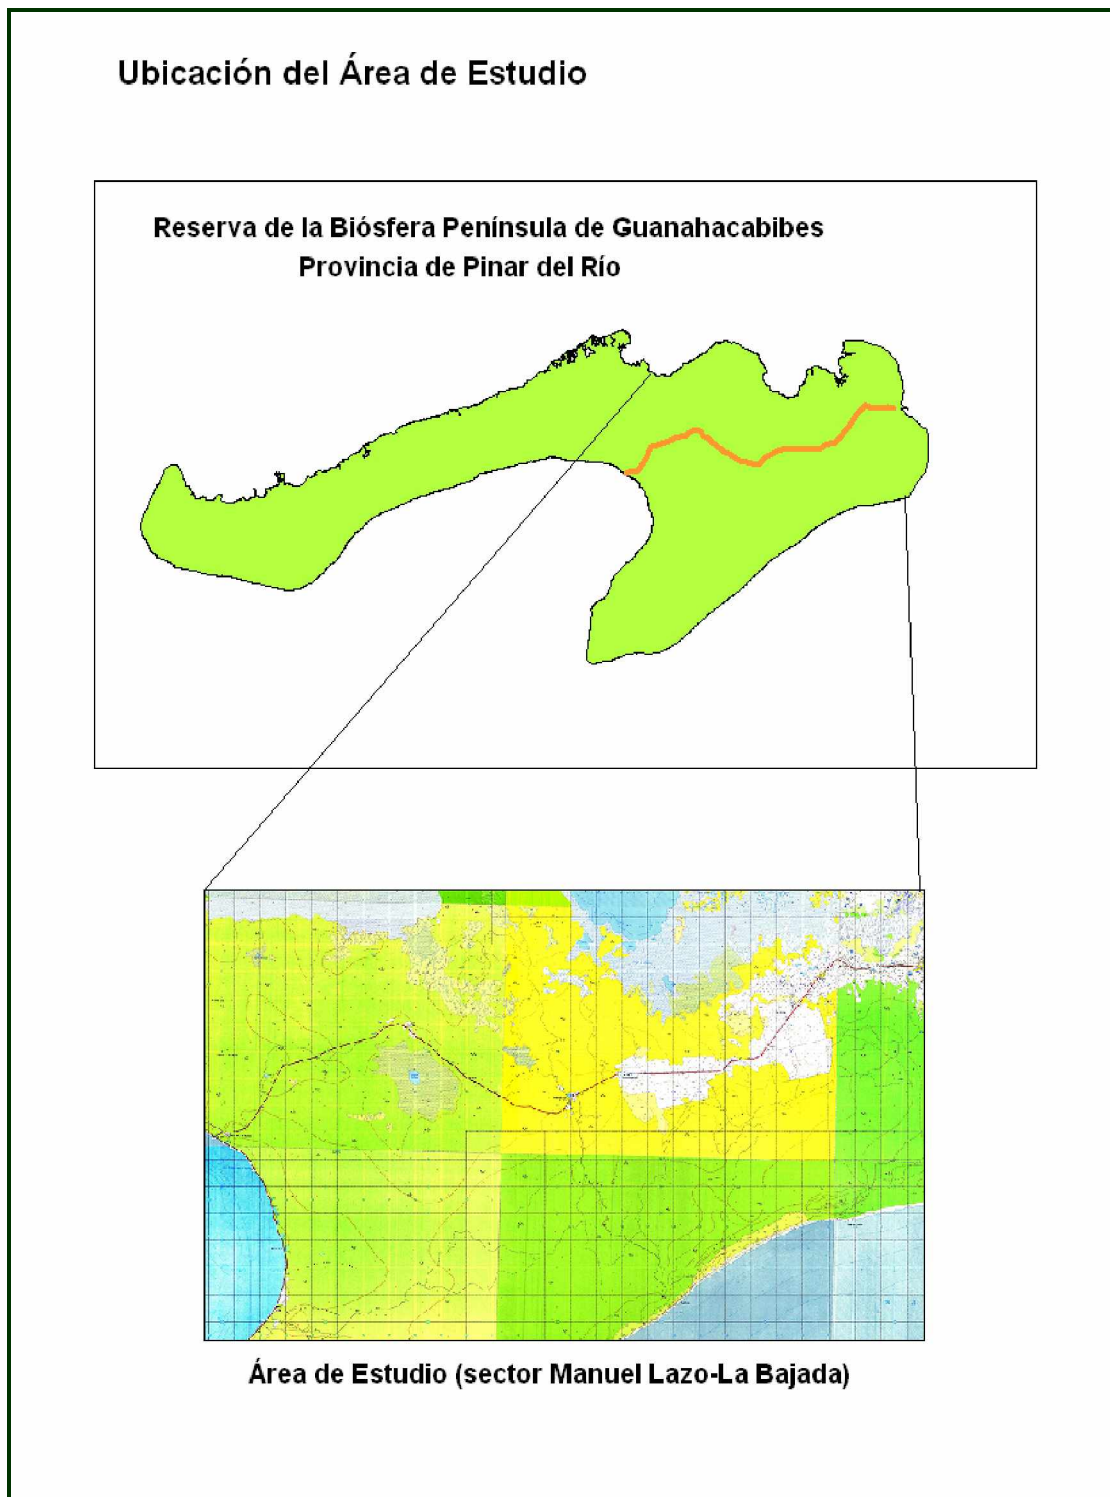 Ubicación del Área de Estudio
Reserva de la Biósfera Península de Guanahacabibes
Provincia de Pinar del Río
Área de Estudio (sector Manuel Lazo-La Bajada)